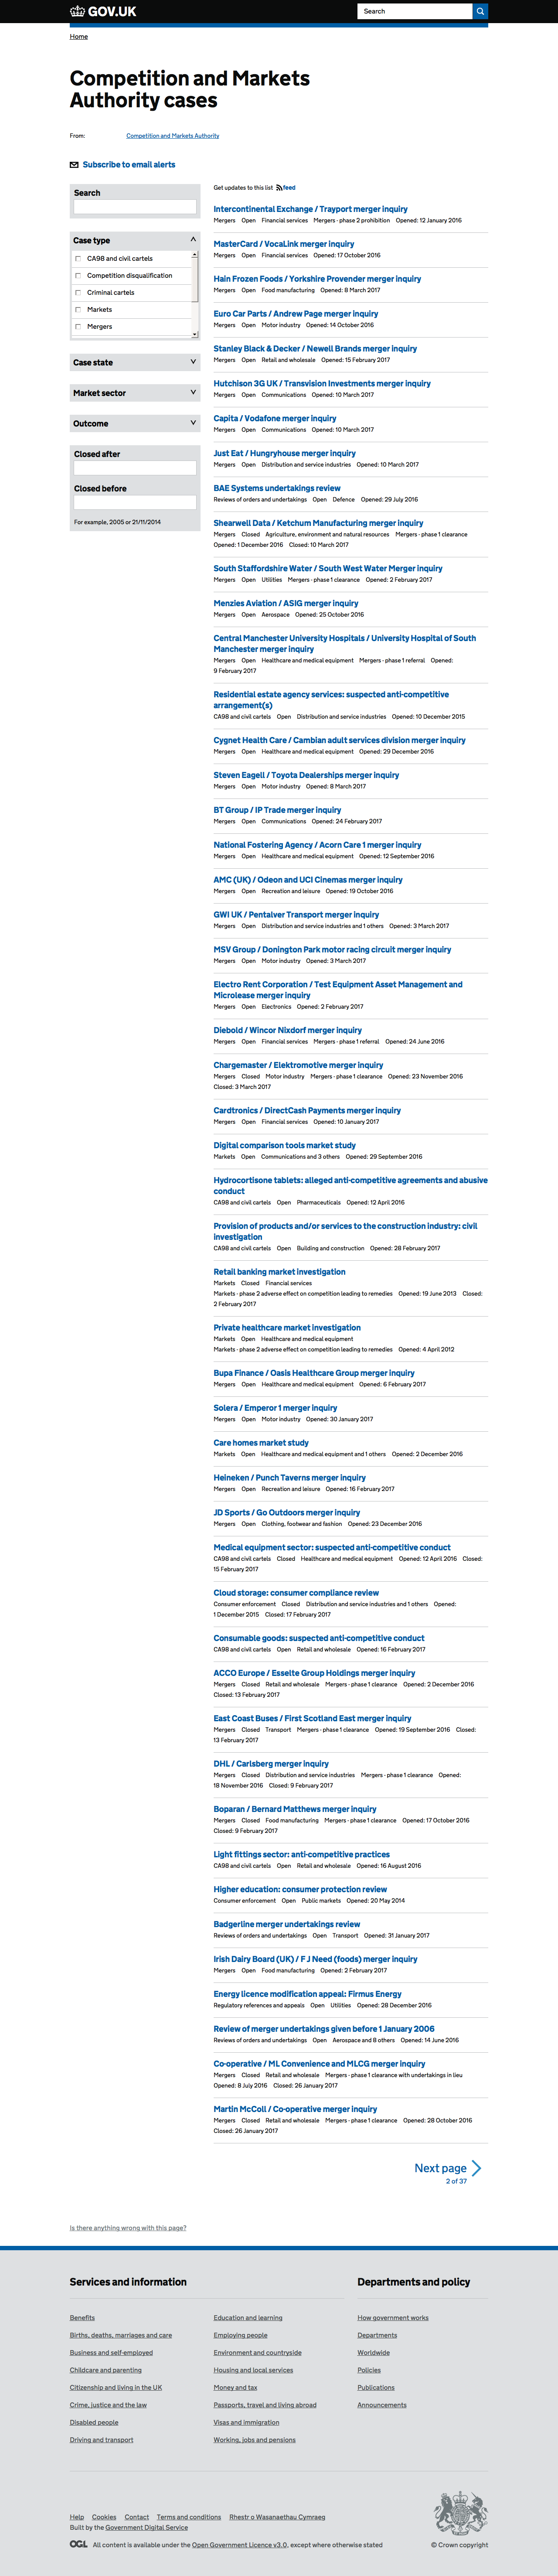 GOV.UK
Search
Home
Competition and Markets
Authority cases
From: Competition and Markets Authority
Subscribe to email alerts
Search
Case type
CA98 and civil cartels
Competition disqualification
Criminal cartels
Markets
Mergers
Case state
Market sector
Outcome
Closed after
Closed before
For example, 2005 or 21/11/2014
Get updates to this list feed
Intercontinental Exchange / Trayport merger inquiry
Mergers Open Financial services Mergers - phase 2 prohibition Opened: 12 January 2016
MasterCard / VocaLink merger inquiry
Mergers Open Financial services Opened: 17 October 2016
Hain Frozen Foods / Yorkshire Provender merger inquiry
Mergers Open Food manufacturing Opened: 8 March 2017
Euro Car Parts / Andrew Page merger inquiry
Mergers Open Motor industry Opened: 14 October 2016
Stanley Black & Decker / Newell Brands merger inquiry
Mergers Open Retail and wholesale Opened: 15 February 2017
Hutchison 3G UK / Transvision Investments merger inquiry
Mergers Open Communications Opened: 10 March 2017
Capita / Vodafone merger inquiry
Mergers Open Communications Opened: 10 March 2017
Just Eat / Hungryhouse merger inquiry
Mergers Open Distribution and service industries Opened: 10 March 2017
BAE Systems undertakings review
Reviews of orders and undertakings Open Defence Opened: 29 July 2016
Shearwell Data / Ketchum Manufacturing merger inquiry
Mergers Closed Agriculture, environment and natural resources Mergers - phase 1 clearance
Opened: 1 December 2016 Closed: 10 March 2017
South Staffordshire Water / South West Water Merger inquiry
Mergers Open Utilities Mergers - phase 1 clearance Opened: 2 February 2017
Menzies Aviation / ASIG merger inquiry
Mergers Open Aerospace Opened: 25 October 2016
Central Manchester University Hospitals / University Hospital of South
Manchester merger inquiry
Mergers Open Healthcare and medical equipment Mergers - phase 1 referral Opened:
9 February 2017
Residential estate agency services: suspected anti-competitive
arrangement(s)
CA98 and civil cartels Open Distribution and service industries Opened: 10 December 2015
Cygnet Health Care / Cambian adult services division merger inquiry
Mergers Open Healthcare and medical equipment Opened: 29 December 2016
Steven Eagell / Toyota Dealerships merger inquiry
Mergers Open Motor industry Opened: 8 March 2017
BT Group / IP Trade merger inquiry
Mergers Open Communications Opened: 24 February 2017
National Fostering Agency / Acorn Care 1 merger inquiry
Mergers Open Healthcare and medical equipment Opened: 12 September 2016
AMC (UK) / Odeon and UCI Cinemas merger inquiry
Mergers Open Recreation and leisure Opened: 19 October 2016
GWI UK / Pentalver Transport merger inquiry
Mergers Open Distribution and service industries and 1 others Opened: 3 March 2017
MSV Group / Donington Park motor racing circuit merger inquiry
Mergers Open Motor industry Opened: 3 March 2017
Electro Rent Corporation / Test Equipment Asset Management and
Microlease merger inquiry
Mergers Open Electronics Opened: 2 February 2017
Diebold / Wincor Nixdorf merger inquiry
Mergers Open Financial services Mergers - phase 1 referral Opened: 24 June 2016
Chargemaster / Elektromotive merger inquiry
Mergers Closed Motor industry Mergers - phase 1 clearance Opened: 23 November 2016
Closed: 3 March 2017
Cardtronics / DirectCash Payments merger inquiry
Mergers Open Financial services Opened: 10 January 2017
Digital comparison tools market study
Markets Open Communications and 3 others Opened: 29 September 2016
Hydrocortisone tablets: alleged anti-competitive agreements and abusive
conduct
CA98 and civil cartels Open Pharmaceuticals Opened: 12 April 2016
Provision of products and/or services to the construction industry: civil
investigation
CA98 and civil cartels Open Building and construction Opened: 28 February 2017
Retail banking market investigation
Markets Closed Financial services
Markets - phase 2 adverse effect on competition leading to remedies Opened: 19 June 2013 Closed:
2 February 2017
Private healthcare market investigation
Markets Open Healthcare and medical equipment
Markets - phase 2 adverse effect on competition leading to remedies Opened: 4 April 2012
Bupa Finance / Oasis Healthcare Group merger inquiry
Mergers Open Healthcare and medical equipment Opened: 6 February 2017
Solera / Emperor 1 merger inquiry
Mergers Open Motor industry Opened: 30 January 2017
Care homes market study
Markets Open Healthcare and medical equipment and 1 others Opened: 2 December 2016
Heineken / Punch Taverns merger inquiry
Mergers Open Recreation and leisure Opened: 16 February 2017
JD Sports / Go Outdoors merger inquiry
Mergers Open Clothing, footwear and fashion Opened: 23 December 2016
Medical equipment sector: suspected anti-competitive conduct
CA98 and civil cartels Closed Healthcare and medical equipment Opened: 12 April 2016 Closed:
15 February 2017
Cloud storage: consumer compliance review
Consumer enforcement Closed Distribution and service industries and 1 others Opened:
1 December 2015 Closed: 17 February 2017
Consumable goods: suspected anti-competitive conduct
CA98 and civil cartels Open Retail and wholesale Opened: 16 February 2017
ACCO Europe / Esselte Group Holdings merger inquiry
Mergers Closed Retail and wholesale Mergers - phase 1 clearance Opened: 2 December 2016
Closed: 13 February 2017
East Coast Buses / First Scotland East merger inquiry
Mergers Closed Transport Mergers - phase 1 clearance Opened: 19 September 2016 Closed:
13 February 2017
DHL / Carlsberg merger inquiry
Mergers Closed Distribution and service industries Mergers - phase 1 clearance Opened:
18 November 2016 Closed: 9 February 2017
Boparan / Bernard Matthews merger inquiry
Mergers Closed Food manufacturing Mergers - phase 1 clearance Opened: 17 October 2016
Closed: 9 February 2017
Light fittings sector: anti-competitive practices
CA98 and civil cartels Open Retail and wholesale Opened: 16 August 2016
Higher education: consumer protection review
Consumer enforcement Open Public markets Opened: 20 May 2014
Badgerline merger undertakings review
Reviews of orders and undertakings Open Transport Opened: 31 January 2017
Irish Dairy Board (UK) / F J Need (foods) merger inquiry
Mergers Open Food manufacturing Opened: 2 February 2017
Energy licence modification appeal: Firmus Energy
Regulatory references and appeals Open Utilities Opened: 28 December 2016
Review of merger undertakings given before 1 January 2006
Reviews of orders and undertakings Open Aerospace and 8 others Opened: 14 June 2016
Co-operative / ML Convenience and MLCG merger inquiry
Mergers Closed Retail and wholesale Mergers - phase 1 clearance with undertakings in lieu
Opened: 8 July 2016 Closed: 26 January 2017
Martin McColl / Co-operative merger inquiry
Mergers Closed Retail and wholesale Mergers - phase 1 clearance Opened: 28 October 2016
Closed: 26 January 2017
Next page
2 of 37
Is there anything wrong with this page?
Services and information
Benefits
Births, deaths, marriages and care
Business and self-employed
Childcare and parenting
Citizenship and living in the UK
Crime, justice and the law
Disabled people
Driving and transport
Education and learning
Employing people
Environment and countryside
Housing and local services
Money and tax
Passports, travel and living abroad
Visas and immigration
Working, jobs and pensions
Departments and policy
How government works
Departments
Worldwide
Policies
Publications
Announcements
Help Cookies Contact Terms and conditions Rhestr o Wasanaethau Cymraeg
Built by the Government Digital Service
OGL All content is available under the Open Government Licence v3.0, except where otherwise stated
© Crown copyright